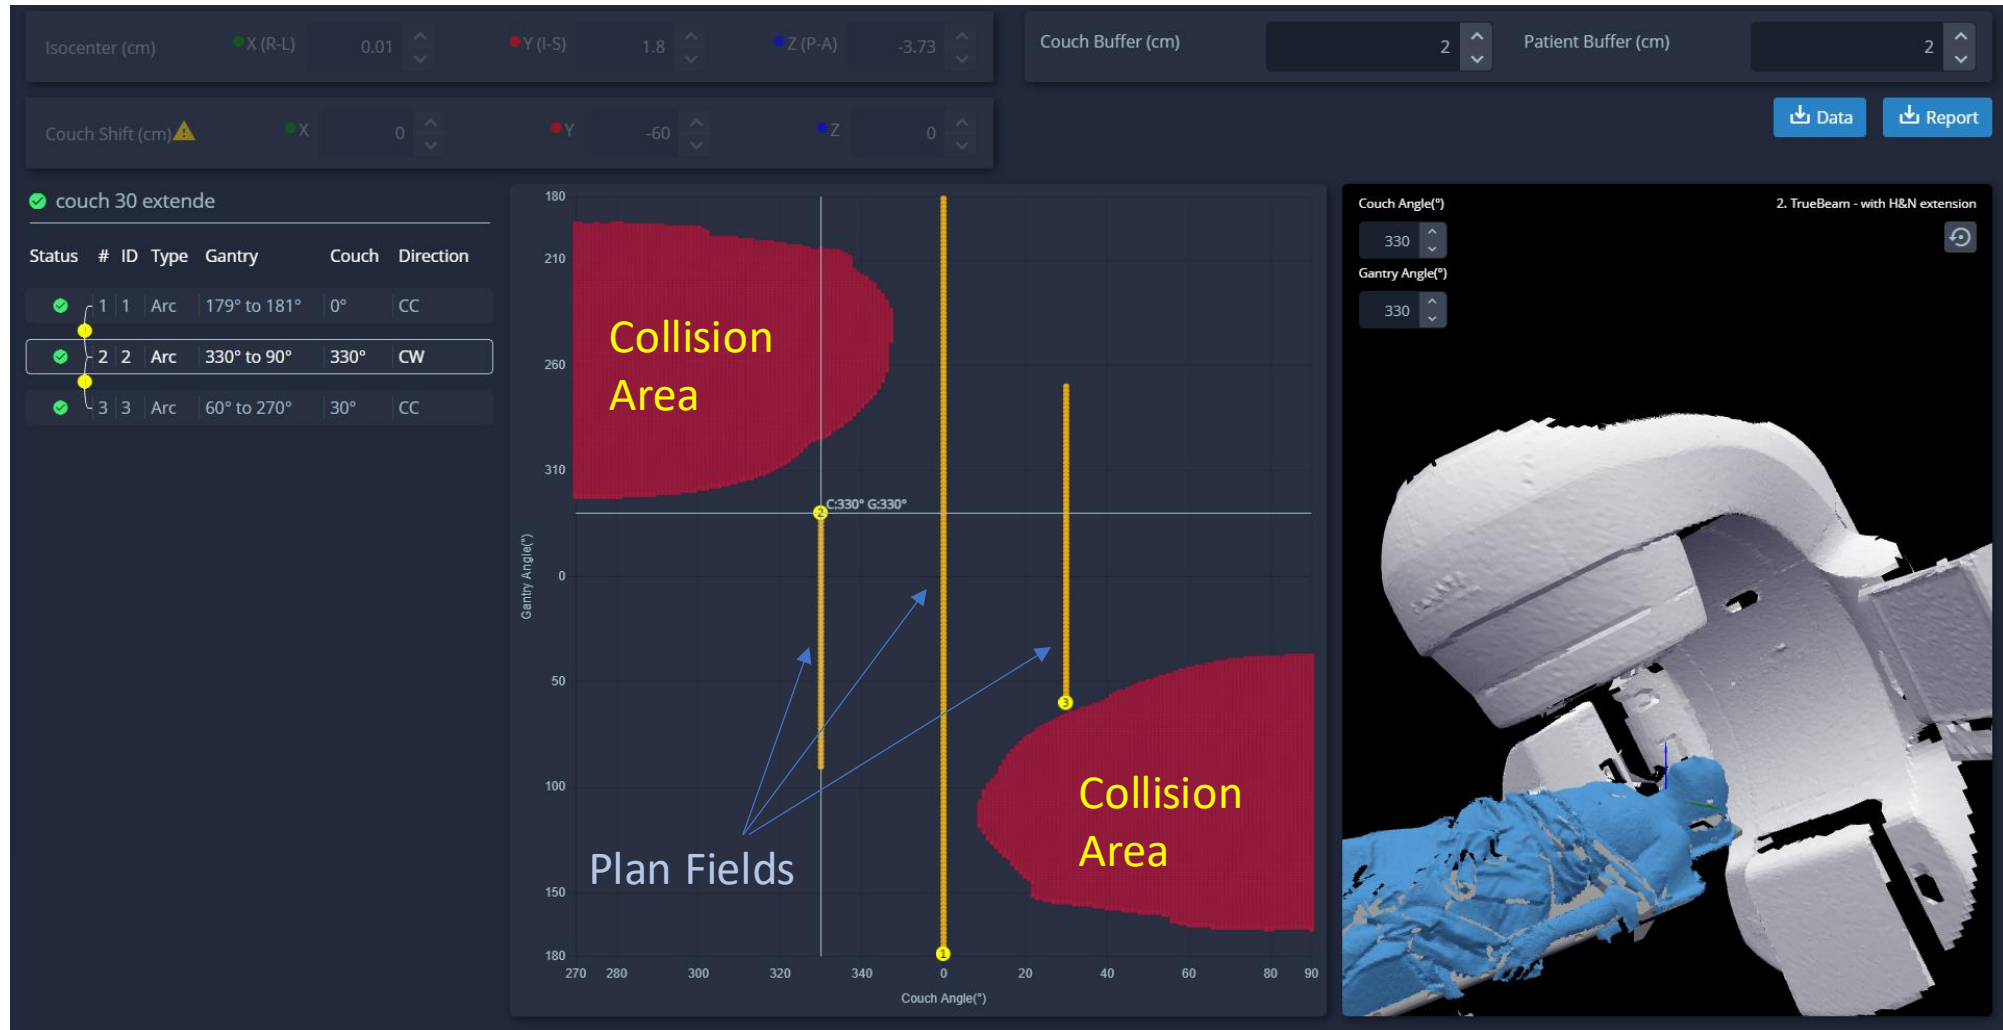 Isocenter (cm) X (R-L) 0.01 Y (I-S) 1.8 Z (P-A) -3.73
Couch Buffer (cm) 2 Patient Buffer (cm) 2
Couch Shift (cm) X 0 Y -60 Z 0
Data Report
couch 30 extende
Status # ID Type Gantry Couch Direction
1 1 Arc 179° to 181° 0° CC
2 2 Arc 330° to 90° 330° CW
3 3 Arc 60° to 270° 30° CC
180
210
260
310
0
50
100
150
180
Gantry Angle(°)
270 280 300 320 340 0 20 40 60 80 90
Couch Angle(°)
Collision
Area
C:330° G:330°
2
3
1
Collision
Area
Plan Fields
Couch Angle(°)
330
Gantry Angle(°)
330
2. TrueBeam - with H&N extension